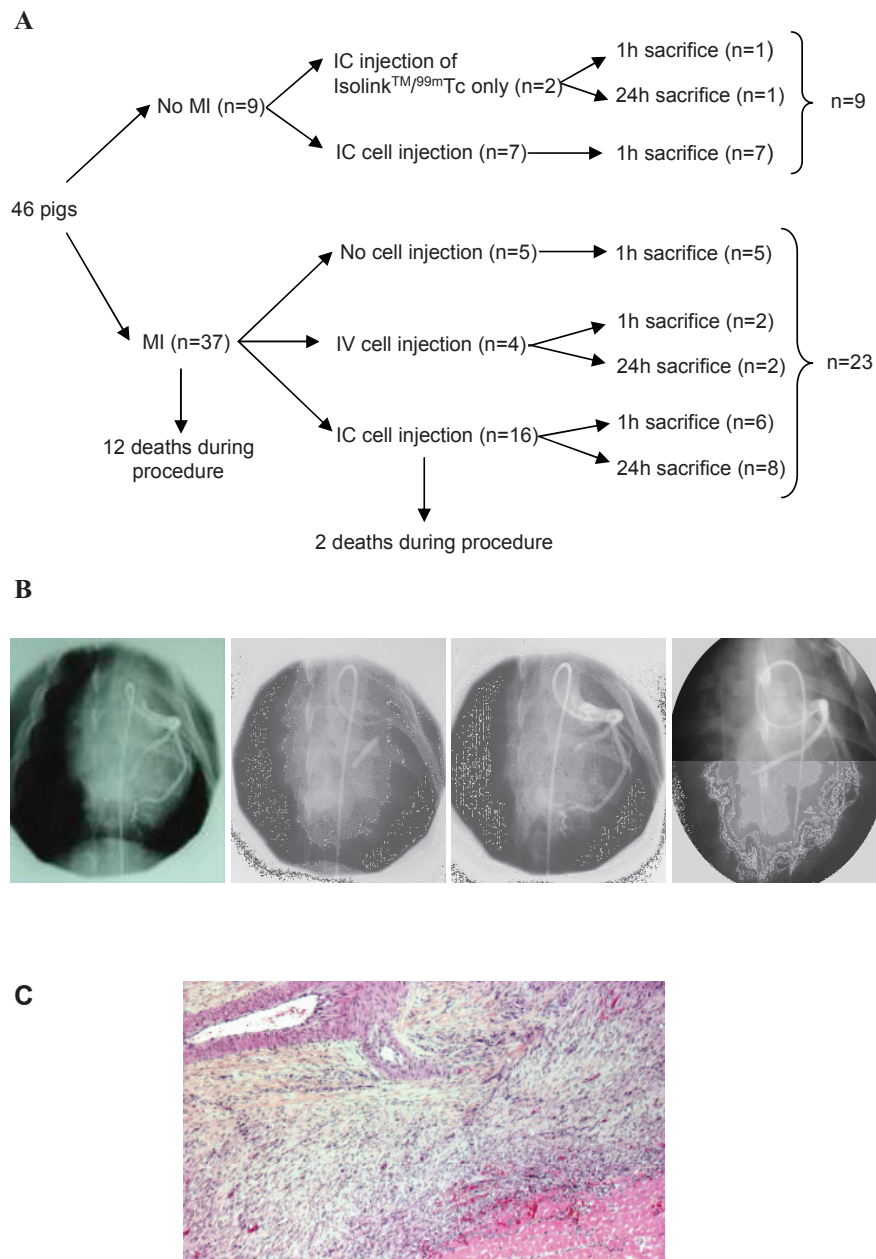 A
IC injection of
Isolink™/99mTc only (n=2)
1h sacrifice (n=1)
24h sacrifice (n=1)
n=9
No MI (n=9)
IC cell injection (n=7)
1h sacrifice (n=7)
46 pigs
No cell injection (n=5)
1h sacrifice (n=5)
MI (n=37)
IV cell injection (n=4)
1h sacrifice (n=2)
24h sacrifice (n=2)
n=23
12 deaths during
procedure
IC cell injection (n=16)
1h sacrifice (n=6)
24h sacrifice (n=8)
2 deaths during procedure
B
C